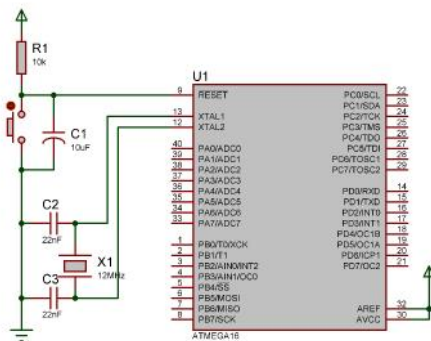 R1
10k
C1
10uF
C2
22nF
X1
12MHz
C3
22nF
U1
9 RESET
13 XTAL1
12 XTAL2
40 PA0/ADC0
39 PA1/ADC1
38 PA2/ADC2
37 PA3/ADC3
36 PA4/ADC4
35 PA5/ADC5
34 PA6/ADC6
33 PA7/ADC7
1 PB0/T0/XCK
2 PB1/T1
3 PB2/AIN0/INT2
4 PB3/AIN1/OC0
5 PB4/SS
6 PB5/MOSI
7 PB6/MISO
8 PB7/SCK
PC0/SCL 22
PC1/SDA 23
PC2/TCK 24
PC3/TMS 25
PC4/TDO 26
PC5/TDI 27
PC6/TOSC1 28
PC7/TOSC2 29
PD0/RXD 14
PD1/TXD 15
PD2/INT0 16
PD3/INT1 17
PD4/OC1B 18
PD5/OC1A 19
PD6/ICP1 20
PD7/OC2 21
AREF 32
AVCC 30
ATMEGA16